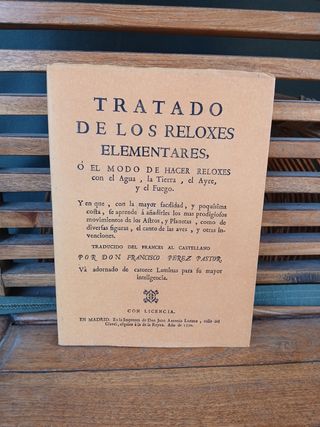 TRATADO
DE LOS RELOXES
ELEMENTARES,
Ó EL MODO DE HACER RELOXES
con el Agua, la Tierra, el Ayre,
y el Fuego.
Y en que, con la mayor facilidad, y poquisima
costa, se aprende á añadirles los mas prodigiosos
movimientos de los Astros, y Planetas, como de
diversas figuras, el canto de las aves, y otras in-
venciones.
TRADUCIDO DEL FRANCES AL CASTELLANO
POR DON FRANCISCO PEREZ PASTOR.
Vá adornado de catorce Laminas para su mayor
inteligencia.
CON LICENCIA.
EN MADRID. En la Imprenta de Don Juan Antonio Lozano, calle del
Clavel, esquina á la de la Reyna. Año de 1770.